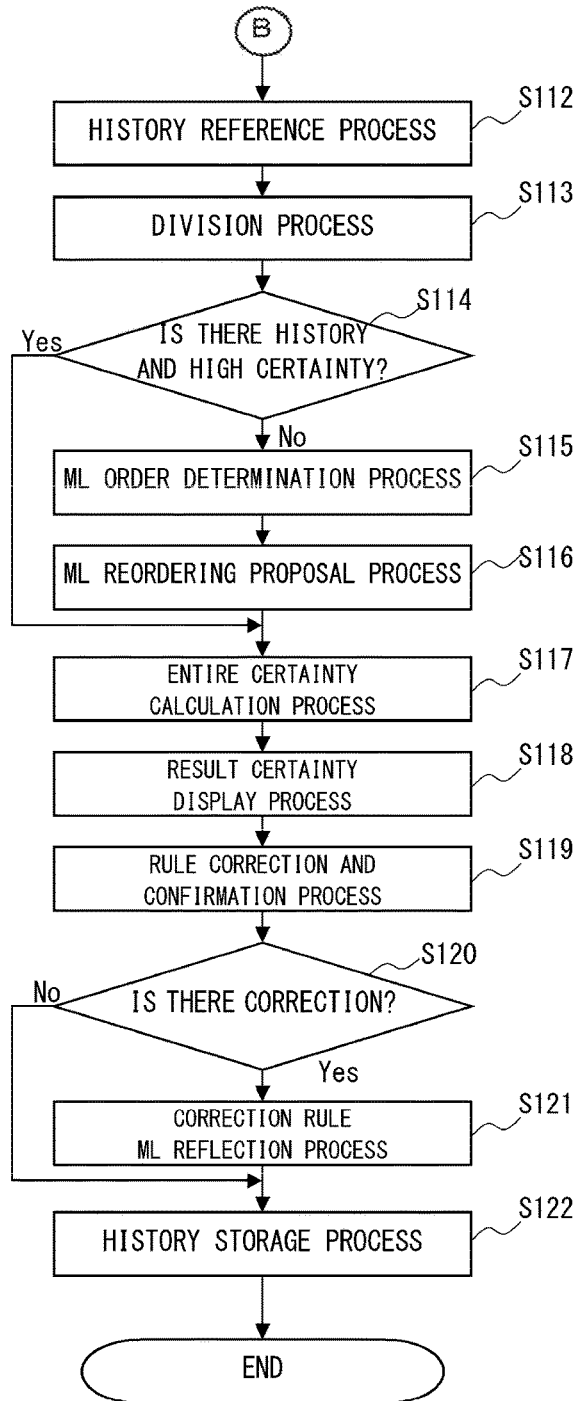 B
S112
HISTORY REFERENCE PROCESS
S113
DIVISION PROCESS
S114
IS THERE HISTORY
AND HIGH CERTAINTY?
Yes
No
S115
ML ORDER DETERMINATION PROCESS
S116
ML REORDERING PROPOSAL PROCESS
S117
ENTIRE CERTAINTY
CALCULATION PROCESS
S118
RESULT CERTAINTY
DISPLAY PROCESS
S119
RULE CORRECTION AND
CONFIRMATION PROCESS
S120
No
IS THERE CORRECTION?
Yes
S121
CORRECTION RULE
ML REFLECTION PROCESS
S122
HISTORY STORAGE PROCESS
END